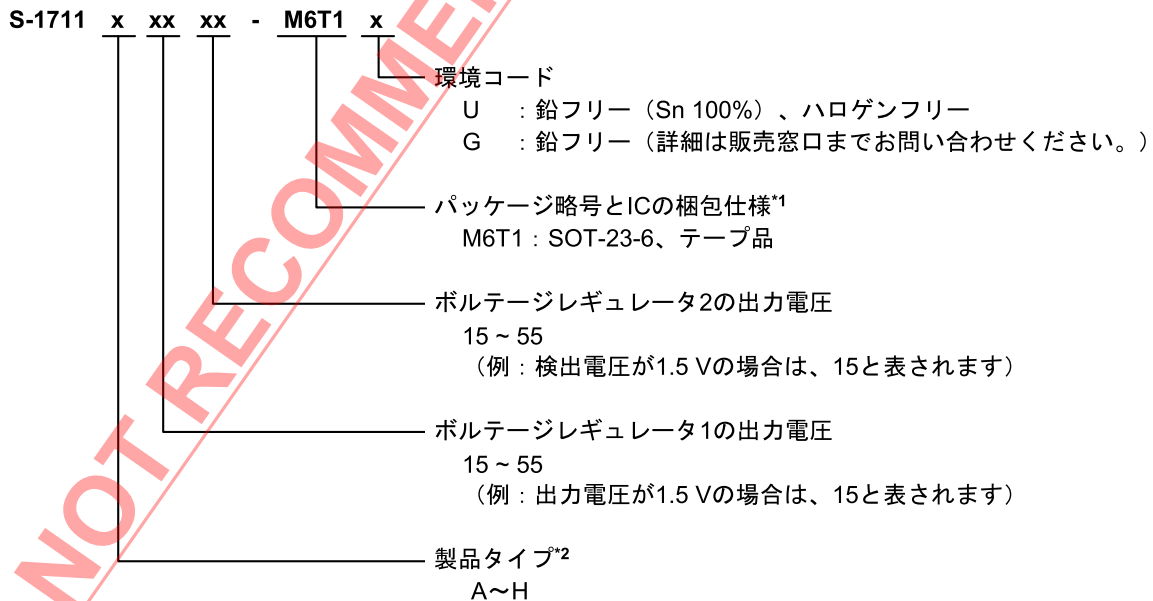 S-1711 x xx xx - M6T1 x
環境コード
U ：鉛フリー（Sn 100%）、ハロゲンフリー
G ：鉛フリー（詳細は販売窓口までお問い合わせください。）
パッケージ略号とICの梱包仕様*1
M6T1：SOT-23-6、テープ品
ボルテージレギュレータ2の出力電圧
15 ~ 55
（例：検出電圧が1.5 Vの場合は、15と表されます）
ボルテージレギュレータ1の出力電圧
15 ~ 55
（例：出力電圧が1.5 Vの場合は、15と表されます）
製品タイプ*2
A～H
NOT RECOMME